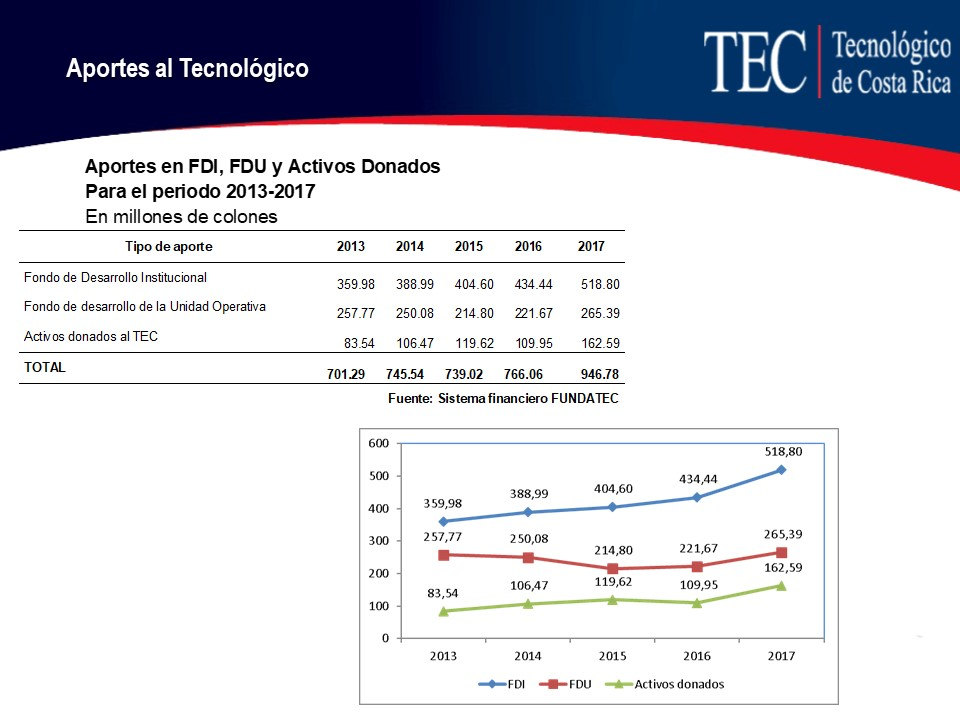 Aportes al Tecnológico
TEC | Tecnológico
de Costa Rica
Aportes en FDI, FDU y Activos Donados
Para el periodo 2013-2017
En millones de colones
Tipo de aporte 2013 2014 2015 2016 2017
Fondo de Desarrollo Institucional 359.98 388.99 404.60 434.44 518.80
Fondo de desarrollo de la Unidad Operativa 257.77 250.08 214.80 221.67 265.39
Activos donados al TEC 83.54 106.47 119.62 109.95 162.59
TOTAL 701.29 745.54 739.02 766.06 946.78
Fuente: Sistema financiero FUNDATEC
600
500
400
300
200
100
0
359,98 388,99 404,60 434,44 518,80
257,77 250,08 214,80 221,67 265,39
83,54 106,47 119,62 109,95 162,59
2013 2014 2015 2016 2017
FDI FDU Activos donados